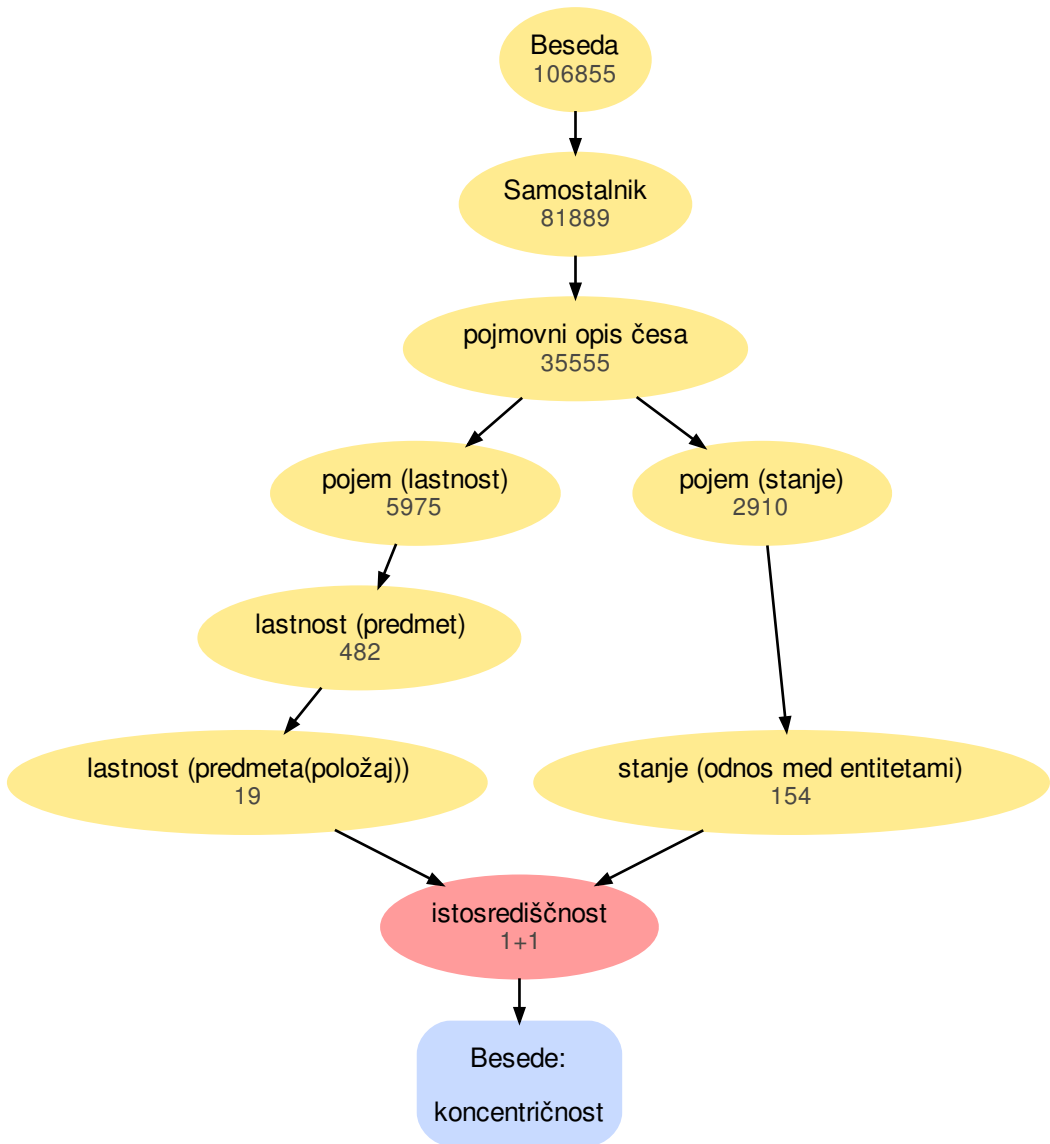 Beseda
106855
Samostalnik
81889
pojmovni opis česa
35555
pojem (lastnost)
5975
pojem (stanje)
2910
lastnost (predmet)
482
lastnost (predmeta(položaj))
19
stanje (odnos med entitetami)
154
istosrediščnost
1+1
Besede:
koncentričnost